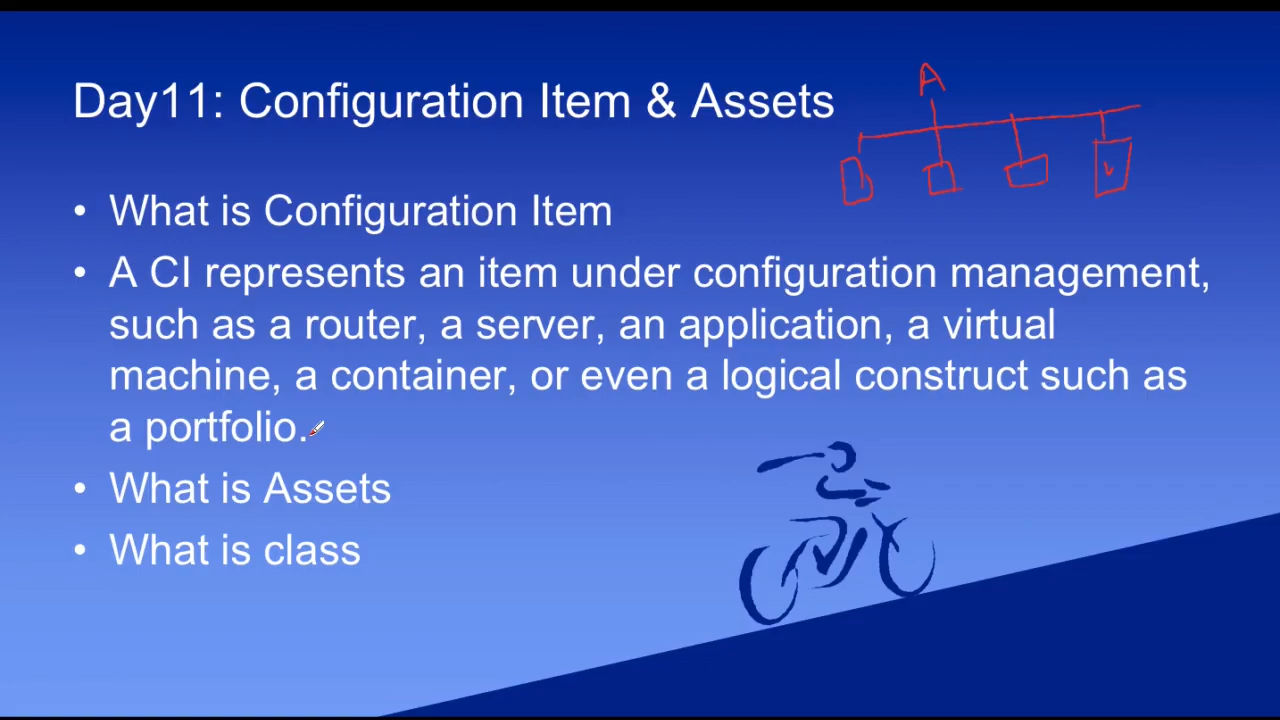 Day11: Configuration Item & Assets
A
• What is Configuration Item
• A CI represents an item under configuration management,
such as a router, a server, an application, a virtual
machine, a container, or even a logical construct such as
a portfolio.
• What is Assets
• What is class